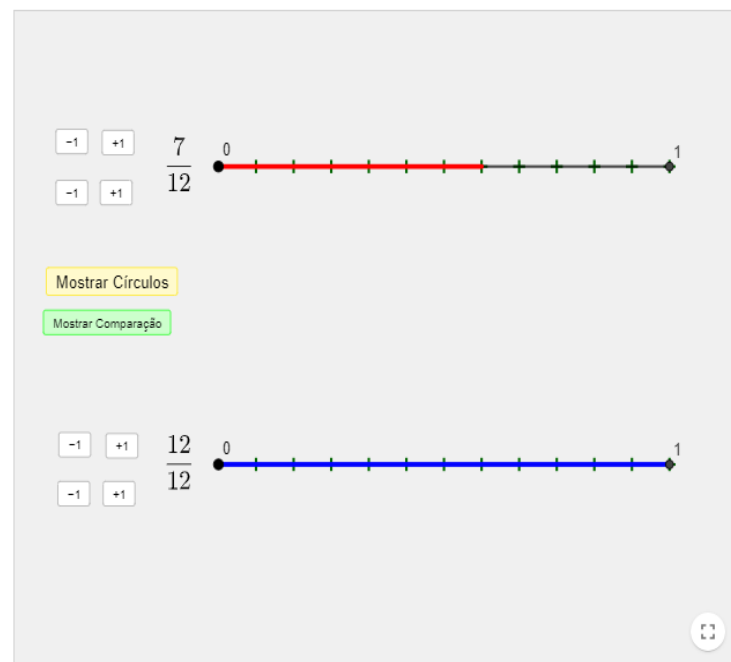 −1 +1 7 0 1
−1 +1 12
Mostrar Círculos
Mostrar Comparação
−1 +1 12 0 1
−1 +1 12